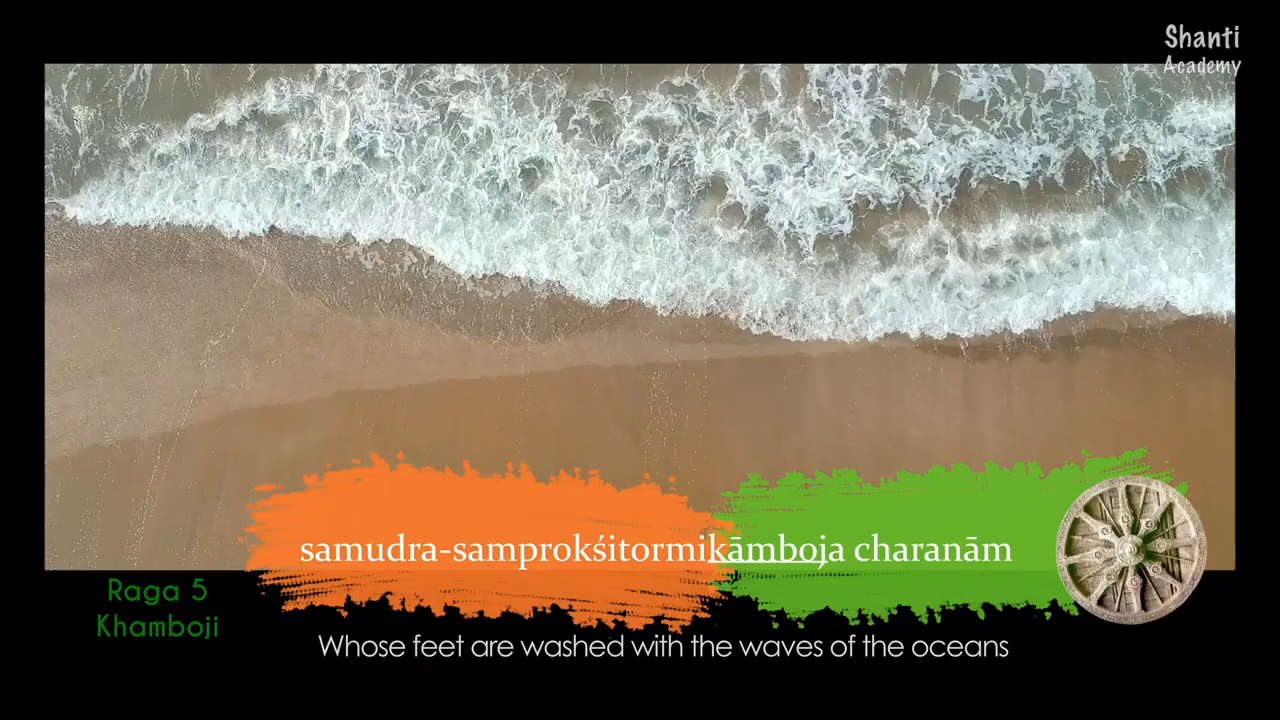 Shanti
Academy
samudra-samprokśitormikāmboja charanām
Raga 5
Khamboji
Whose feet are washed with the waves of the oceans